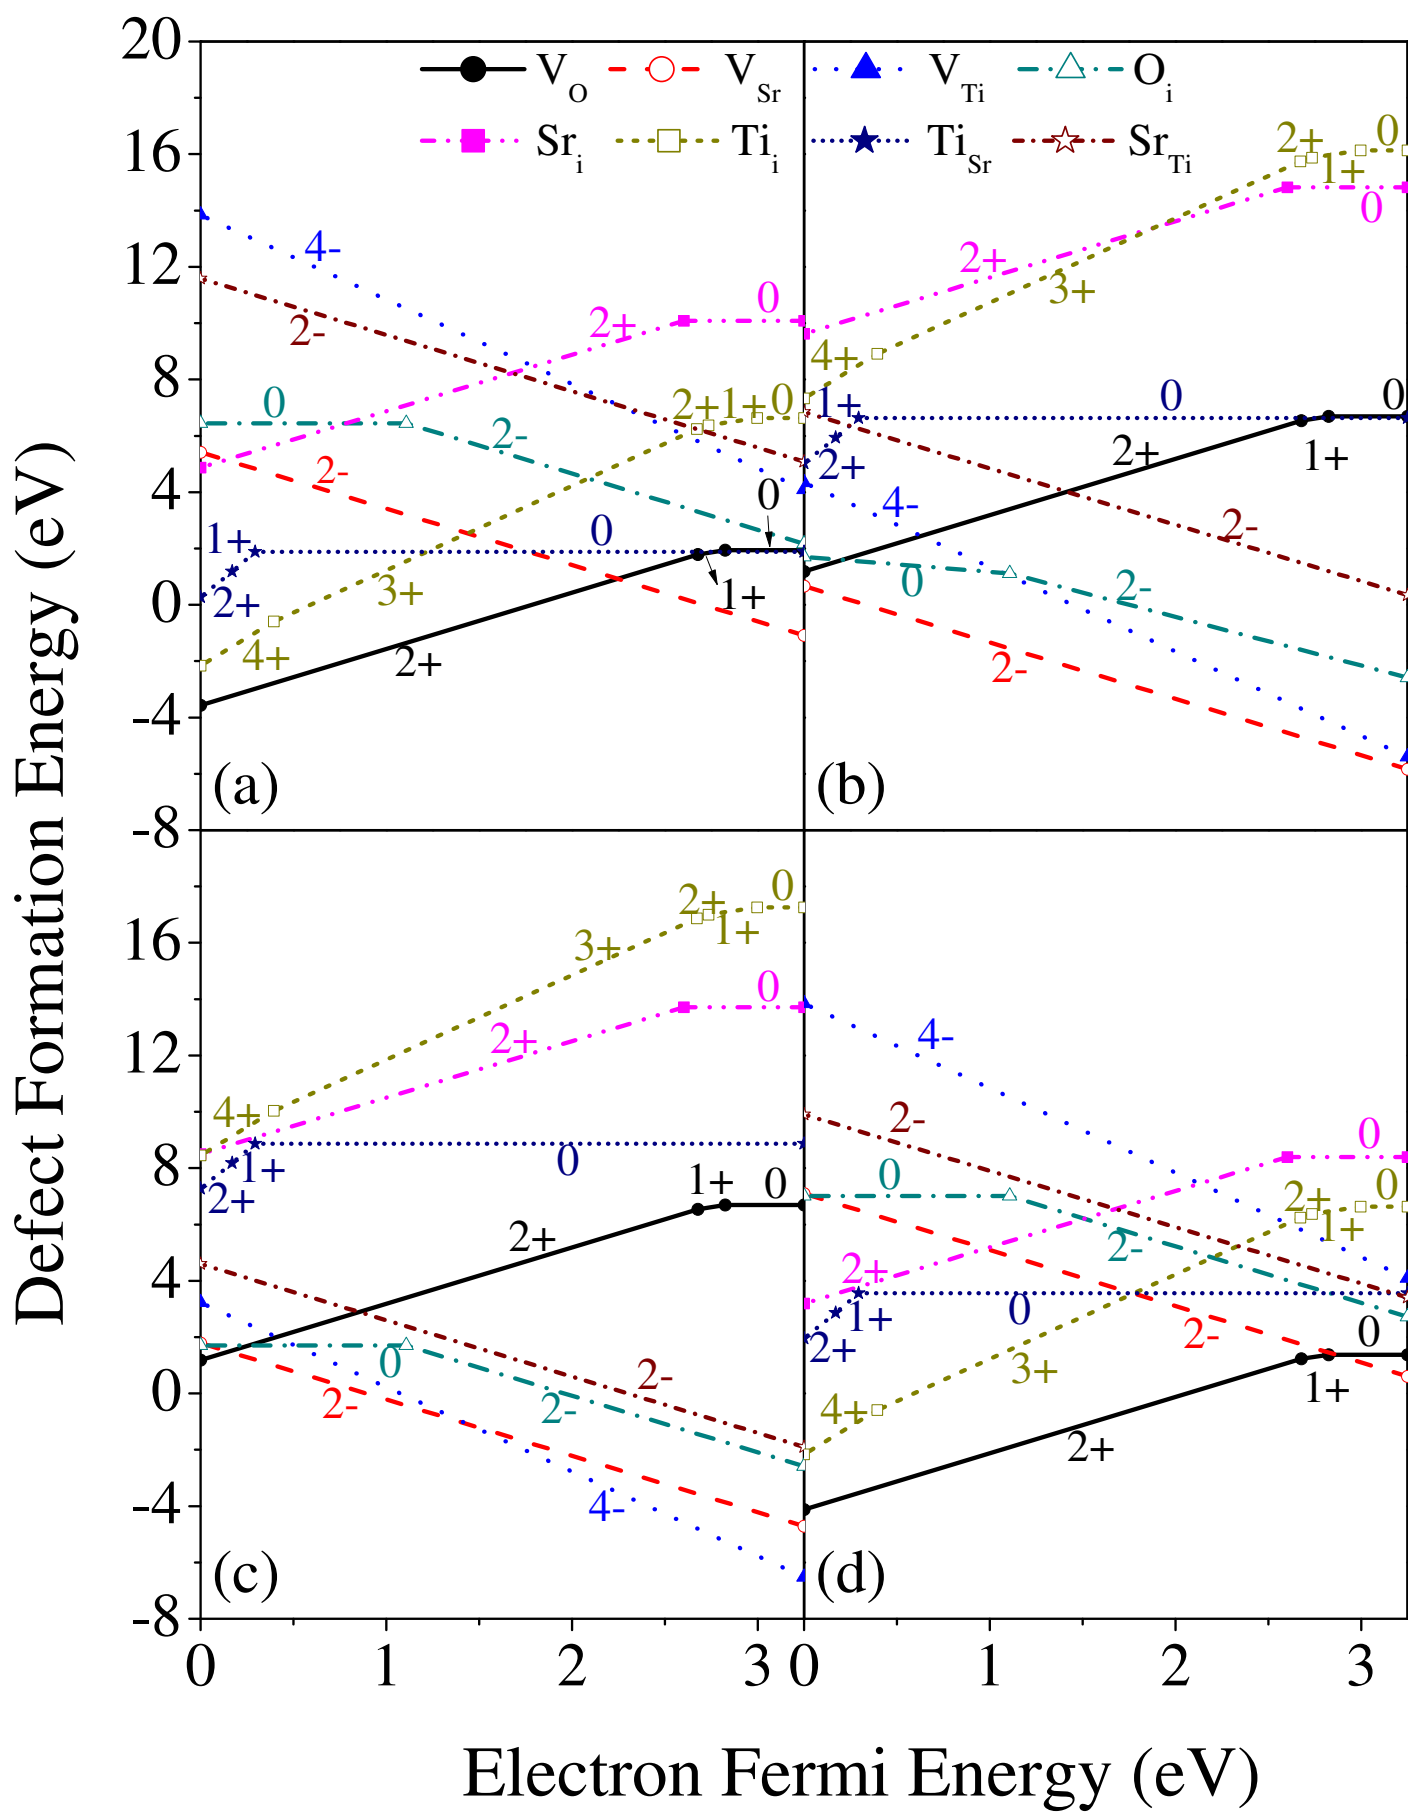 Defect Formation Energy (eV)
20
16
12
8
4
0
-4
-8
V_O V_Sr V_Ti O_i
Sr_i Ti_i Ti_Sr Sr_Ti
4-
2-
2+ 0
0
2+ 1+ 0
2-
2-
1+ 0 0
2+ 3+ 1+
4+ 2+
(a)
2+ 0
1+
0
2+
3+
4+
1+ 0 0
2+ 2+ 1+
4- 2-
0 2-
2-
(b)
16
12
8
4
0
-4
-8
2+ 0
3+ 1+
0
2+
4+
1+ 0
2+ 1+ 0
2+
0 2-
2- 2-
4-
(c)
4-
2- 0
0 2+ 0
1+
2-
2+
1+ 0
2+ 2- 0
3+ 1+
4+
2+
(d)
0 1 2 3 0 1 2 3
Electron Fermi Energy (eV)